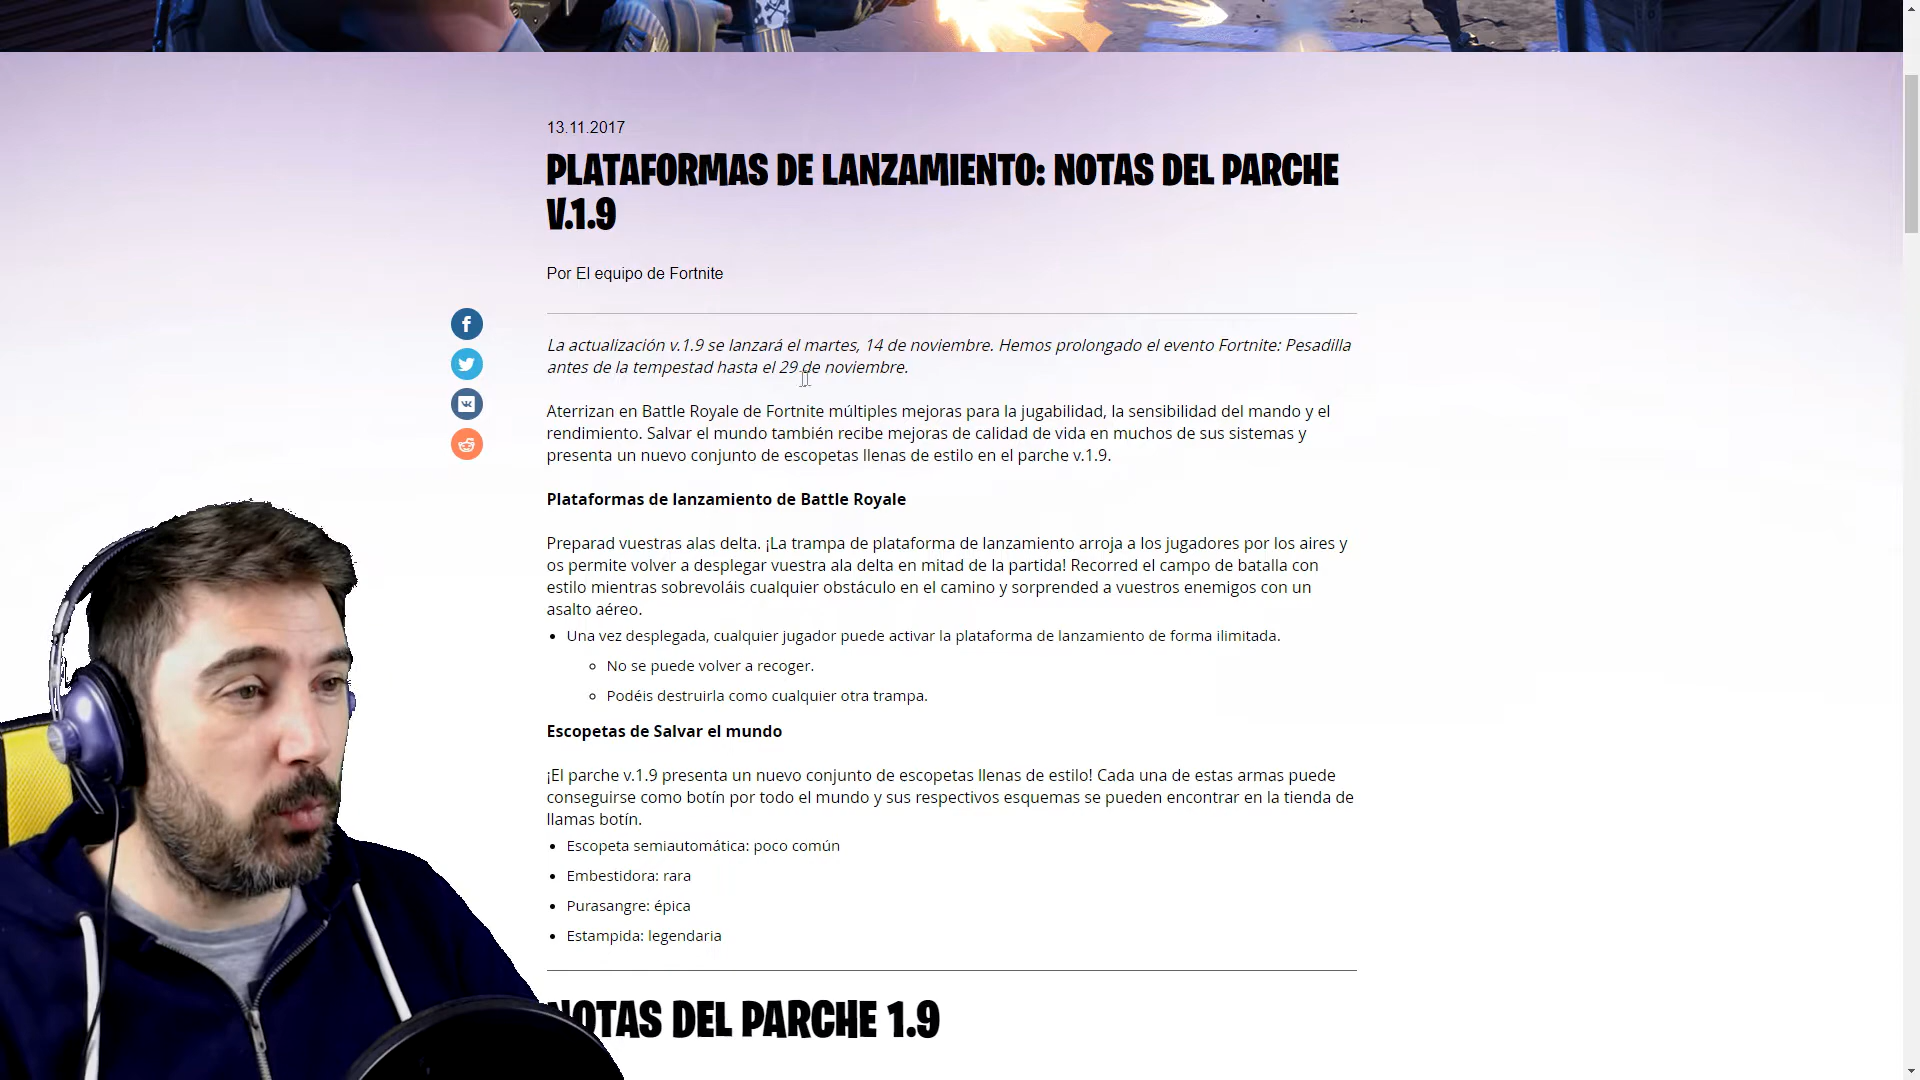 13.11.2017
PLATAFORMAS DE LANZAMIENTO: NOTAS DEL PARCHE
V.1.9
Por El equipo de Fortnite
La actualización v.1.9 se lanzará el martes, 14 de noviembre. Hemos prolongado el evento Fortnite: Pesadilla
antes de la tempestad hasta el 29 de noviembre.
Aterrizan en Battle Royale de Fortnite múltiples mejoras para la jugabilidad, la sensibilidad del mando y el
rendimiento. Salvar el mundo también recibe mejoras de calidad de vida en muchos de sus sistemas y
presenta un nuevo conjunto de escopetas llenas de estilo en el parche v.1.9.
Plataformas de lanzamiento de Battle Royale
Preparad vuestras alas delta. ¡La trampa de plataforma de lanzamiento arroja a los jugadores por los aires y
os permite volver a desplegar vuestra ala delta en mitad de la partida! Recorred el campo de batalla con
estilo mientras sobrevoláis cualquier obstáculo en el camino y sorprended a vuestros enemigos con un
asalto aéreo.
• Una vez desplegada, cualquier jugador puede activar la plataforma de lanzamiento de forma ilimitada.
○ No se puede volver a recoger.
○ Podéis destruirla como cualquier otra trampa.
Escopetas de Salvar el mundo
¡El parche v.1.9 presenta un nuevo conjunto de escopetas llenas de estilo! Cada una de estas armas puede
conseguirse como botín por todo el mundo y sus respectivos esquemas se pueden encontrar en la tienda de
llamas botín.
• Escopeta semiautomática: poco común
• Embestidora: rara
• Purasangre: épica
• Estampida: legendaria
NOTAS DEL PARCHE 1.9